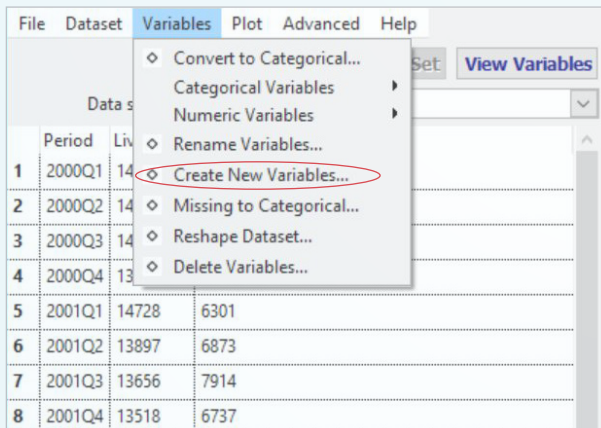 File Dataset Variables Plot Advanced Help
Convert to Categorical...
Set View Variables
Categorical Variables
Data s
Numeric Variables
Period Liv
Rename Variables...
1 2000Q1 14
Create New Variables...
2 2000Q2 14
Missing to Categorical...
3 2000Q3 14
Reshape Dataset...
4 2000Q4 13
Delete Variables...
5 2001Q1 14728 6301
6 2001Q2 13897 6873
7 2001Q3 13656 7914
8 2001Q4 13518 6737